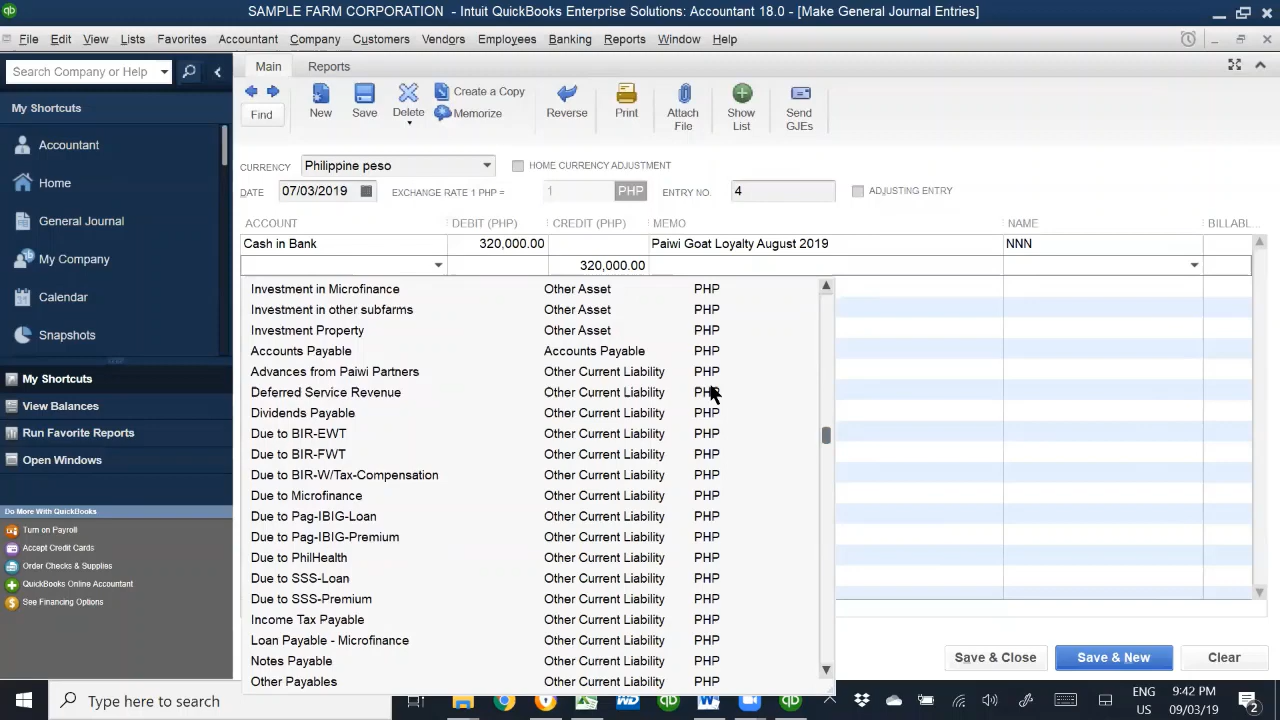 SAMPLE FARM CORPORATION - Intuit QuickBooks Enterprise Solutions: Accountant 18.0 - [Make General Journal Entries]
File Edit View Lists Favorites Accountant Company Customers Vendors Employees Banking Reports Window Help
Search Company or Help
My Shortcuts
Accountant
Home
General Journal
My Company
Calendar
Snapshots
My Shortcuts
View Balances
Run Favorite Reports
Open Windows
Do More With QuickBooks
Turn on Payroll
Accept Credit Cards
Order Checks & Supplies
QuickBooks Online Accountant
See Financing Options
Main Reports
Find
New
Save
Delete
Create a Copy
Memorize
Reverse
Print
Attach File
Show List
Send GJEs
CURRENCY Philippine peso HOME CURRENCY ADJUSTMENT
DATE 07/03/2019 EXCHANGE RATE 1 PHP = 1 PHP ENTRY NO. 4 ADJUSTING ENTRY
ACCOUNT DEBIT (PHP) CREDIT (PHP) MEMO NAME BILLAB...
Cash in Bank 320,000.00 Paiwi Goat Loyalty August 2019 NNN
320,000.00
Investment in Microfinance Other Asset PHP
Investment in other subfarms Other Asset PHP
Investment Property Other Asset PHP
Accounts Payable Accounts Payable PHP
Advances from Paiwi Partners Other Current Liability PHP
Deferred Service Revenue Other Current Liability PHP
Dividends Payable Other Current Liability PHP
Due to BIR-EWT Other Current Liability PHP
Due to BIR-FWT Other Current Liability PHP
Due to BIR-W/Tax-Compensation Other Current Liability PHP
Due to Microfinance Other Current Liability PHP
Due to Pag-IBIG-Loan Other Current Liability PHP
Due to Pag-IBIG-Premium Other Current Liability PHP
Due to PhilHealth Other Current Liability PHP
Due to SSS-Loan Other Current Liability PHP
Due to SSS-Premium Other Current Liability PHP
Income Tax Payable Other Current Liability PHP
Loan Payable - Microfinance Other Current Liability PHP
Notes Payable Other Current Liability PHP
Other Payables Other Current Liability PHP
Save & Close Save & New Clear
Type here to search
ENG
US
9:42 PM
09/03/19
2